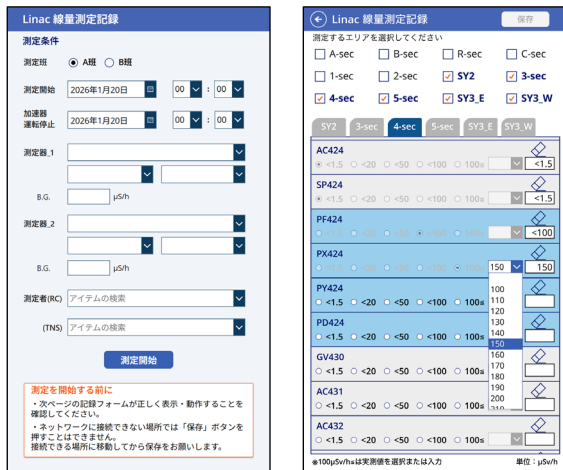 Linac 線量測定記録
測定条件
測定班 A班 B班
測定開始 2026年1月20日 00 : 00
加速器
運転停止 2026年1月20日 00 : 00
測定器_1
B.G. μS/h
測定器_2
B.G. μS/h
測定者(RC) アイテムの検索
(TNS) アイテムの検索
測定開始
測定を開始する前に
・次ページの記録フォームが正しく表示・動作することを
確認してください。
・ネットワークに接続できない場所では「保存」ボタンを
押すことはできません。
接続できる場所に移動してから保存をお願いします。
Linac 線量測定記録 保存
測定するエリアを選択してください
A-sec B-sec R-sec C-sec
1-sec 2-sec SY2 3-sec
4-sec 5-sec SY3_E SY3_W
SY2 3-sec 4-sec 5-sec SY3_E SY3_W
AC424
<1.5 <20 <50 <100 100≤ <1.5
SP424
<1.5 <20 <50 <100 100≤ <1.5
PF424
<1.5 <20 <50 <100 100≤ <100
PX424
<1.5 <20 <50 <100 100≤ 150 150
PY424
<1.5 <20 <50 <100 100≤
PD424
<1.5 <20 <50 <100 100≤
GV430
<1.5 <20 <50 <100 100≤
AC431
<1.5 <20 <50 <100 100≤
AC432
<1.5 <20 <50 <100 100≤
100
110
120
130
140
150
160
170
180
190
200
210
※100μSv/h≤は実測値を選択または入力 単位：μSv/h